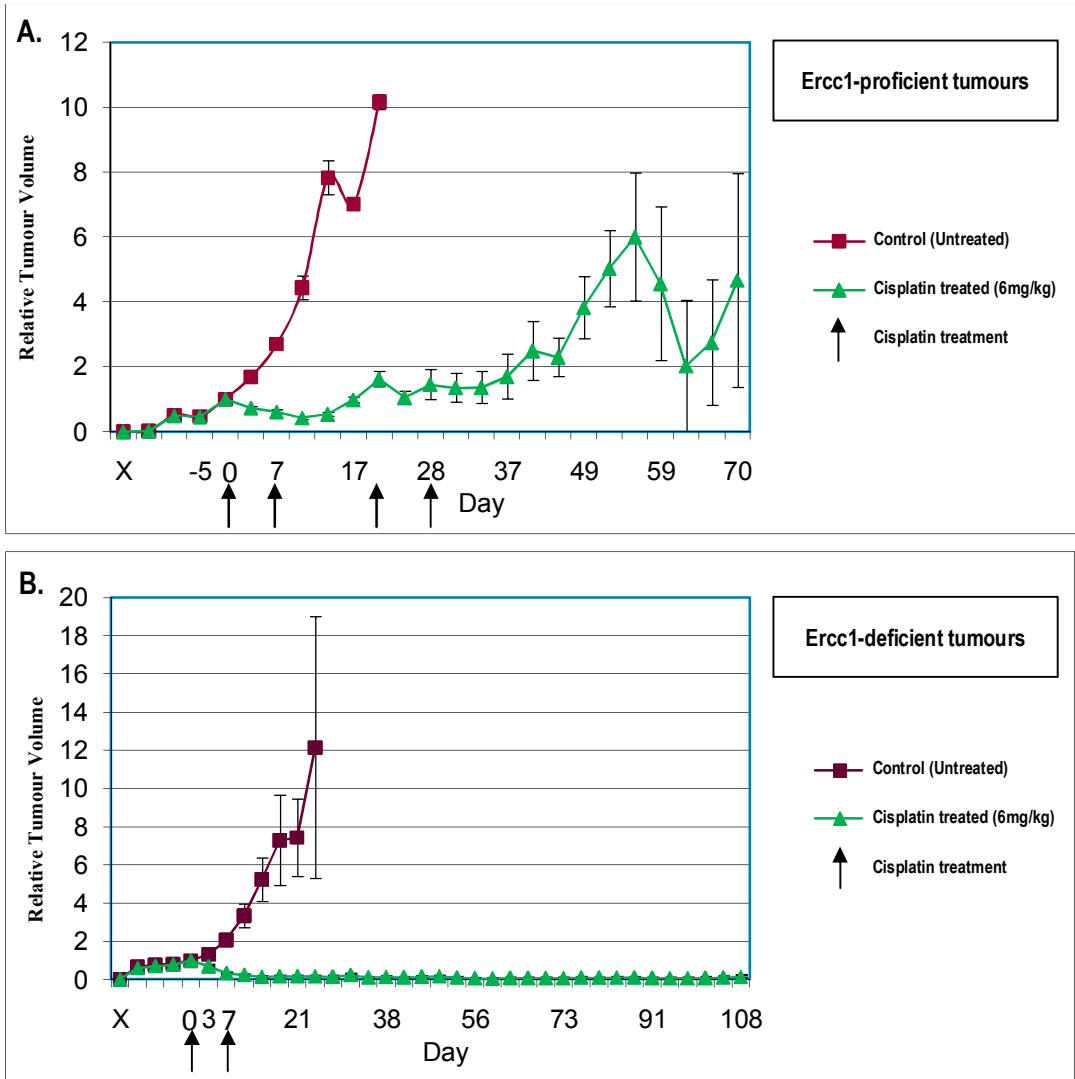 A.
Ercc1-proficient tumours
12
10
8
6
4
2
0
Relative Tumour Volume
Control (Untreated)
Cisplatin treated (6mg/kg)
Cisplatin treatment
X -5 0 7 17 28 37 49 59 70
Day
B.
Ercc1-deficient tumours
20
18
16
14
12
10
8
6
4
2
0
Relative Tumour Volume
Control (Untreated)
Cisplatin treated (6mg/kg)
Cisplatin treatment
X 0 3 7 21 38 56 73 91 108
Day